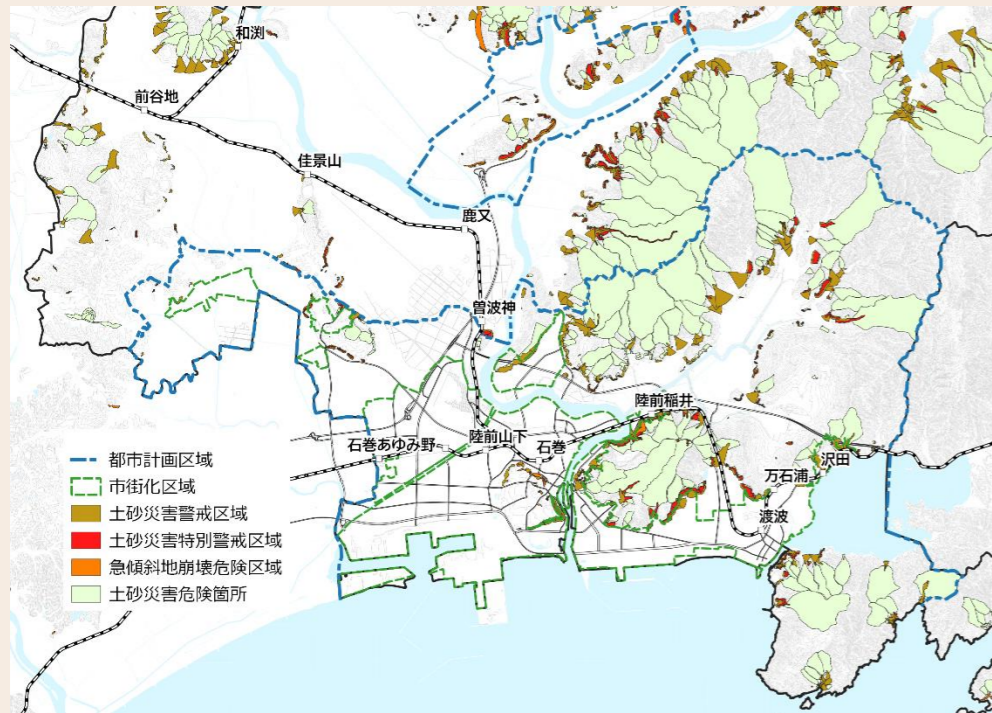 和渕
前谷地
佳景山
鹿又
曽波神
陸前稲井
陸前山下
石巻
石巻あゆみ野
沢田
万石浦
渡波
都市計画区域
市街化区域
土砂災害警戒区域
土砂災害特別警戒区域
急傾斜地崩壊危険区域
土砂災害危険箇所